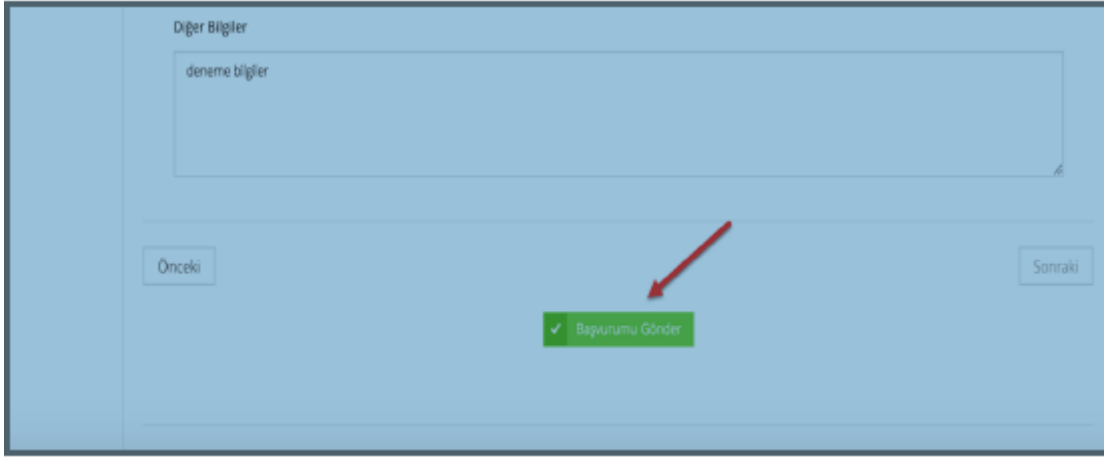 Diğer Bilgiler
deneme bilgiler
Önceki
Sonraki
Başvurumu Gönder